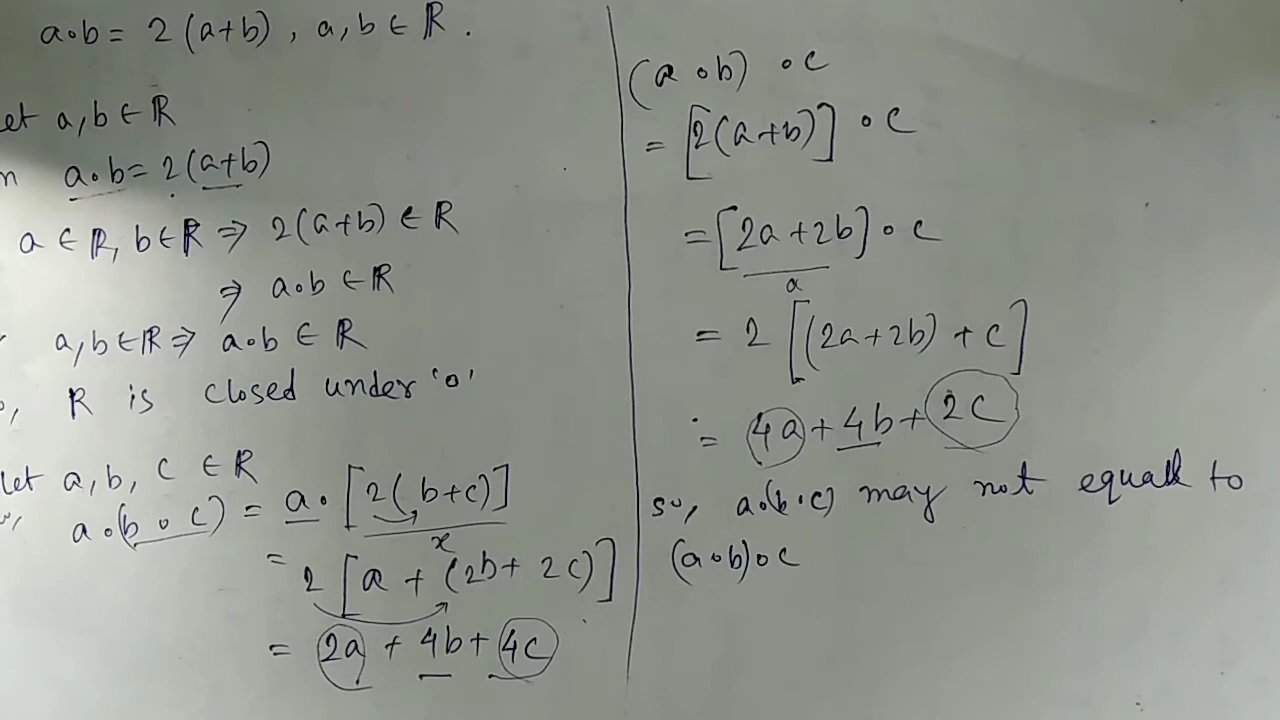 a∘b = 2 (a+b) , a, b ∈ ℝ .
et a, b ∈ ℝ
n a∘b = 2 (a+b)
a ∈ ℝ, b ∈ ℝ ⇒ 2(a+b) ∈ ℝ
⇒ a∘b ∈ ℝ
a, b ∈ ℝ ⇒ a∘b ∈ ℝ
o, R is closed under 'o'
Let a, b, c ∈ ℝ
a∘(b∘c) = a∘[2(b+c)]
x
= 2 [a + (2b + 2c)]
= 2a + 4b + 4c
(a∘b) ∘c
= [2(a+b)] ∘ c
= [2a+2b] ∘ c
a
= 2 [(2a+2b) + c]
= 4a + 4b + 2c
so, a∘(b∘c) may not equal to
(a∘b)∘c